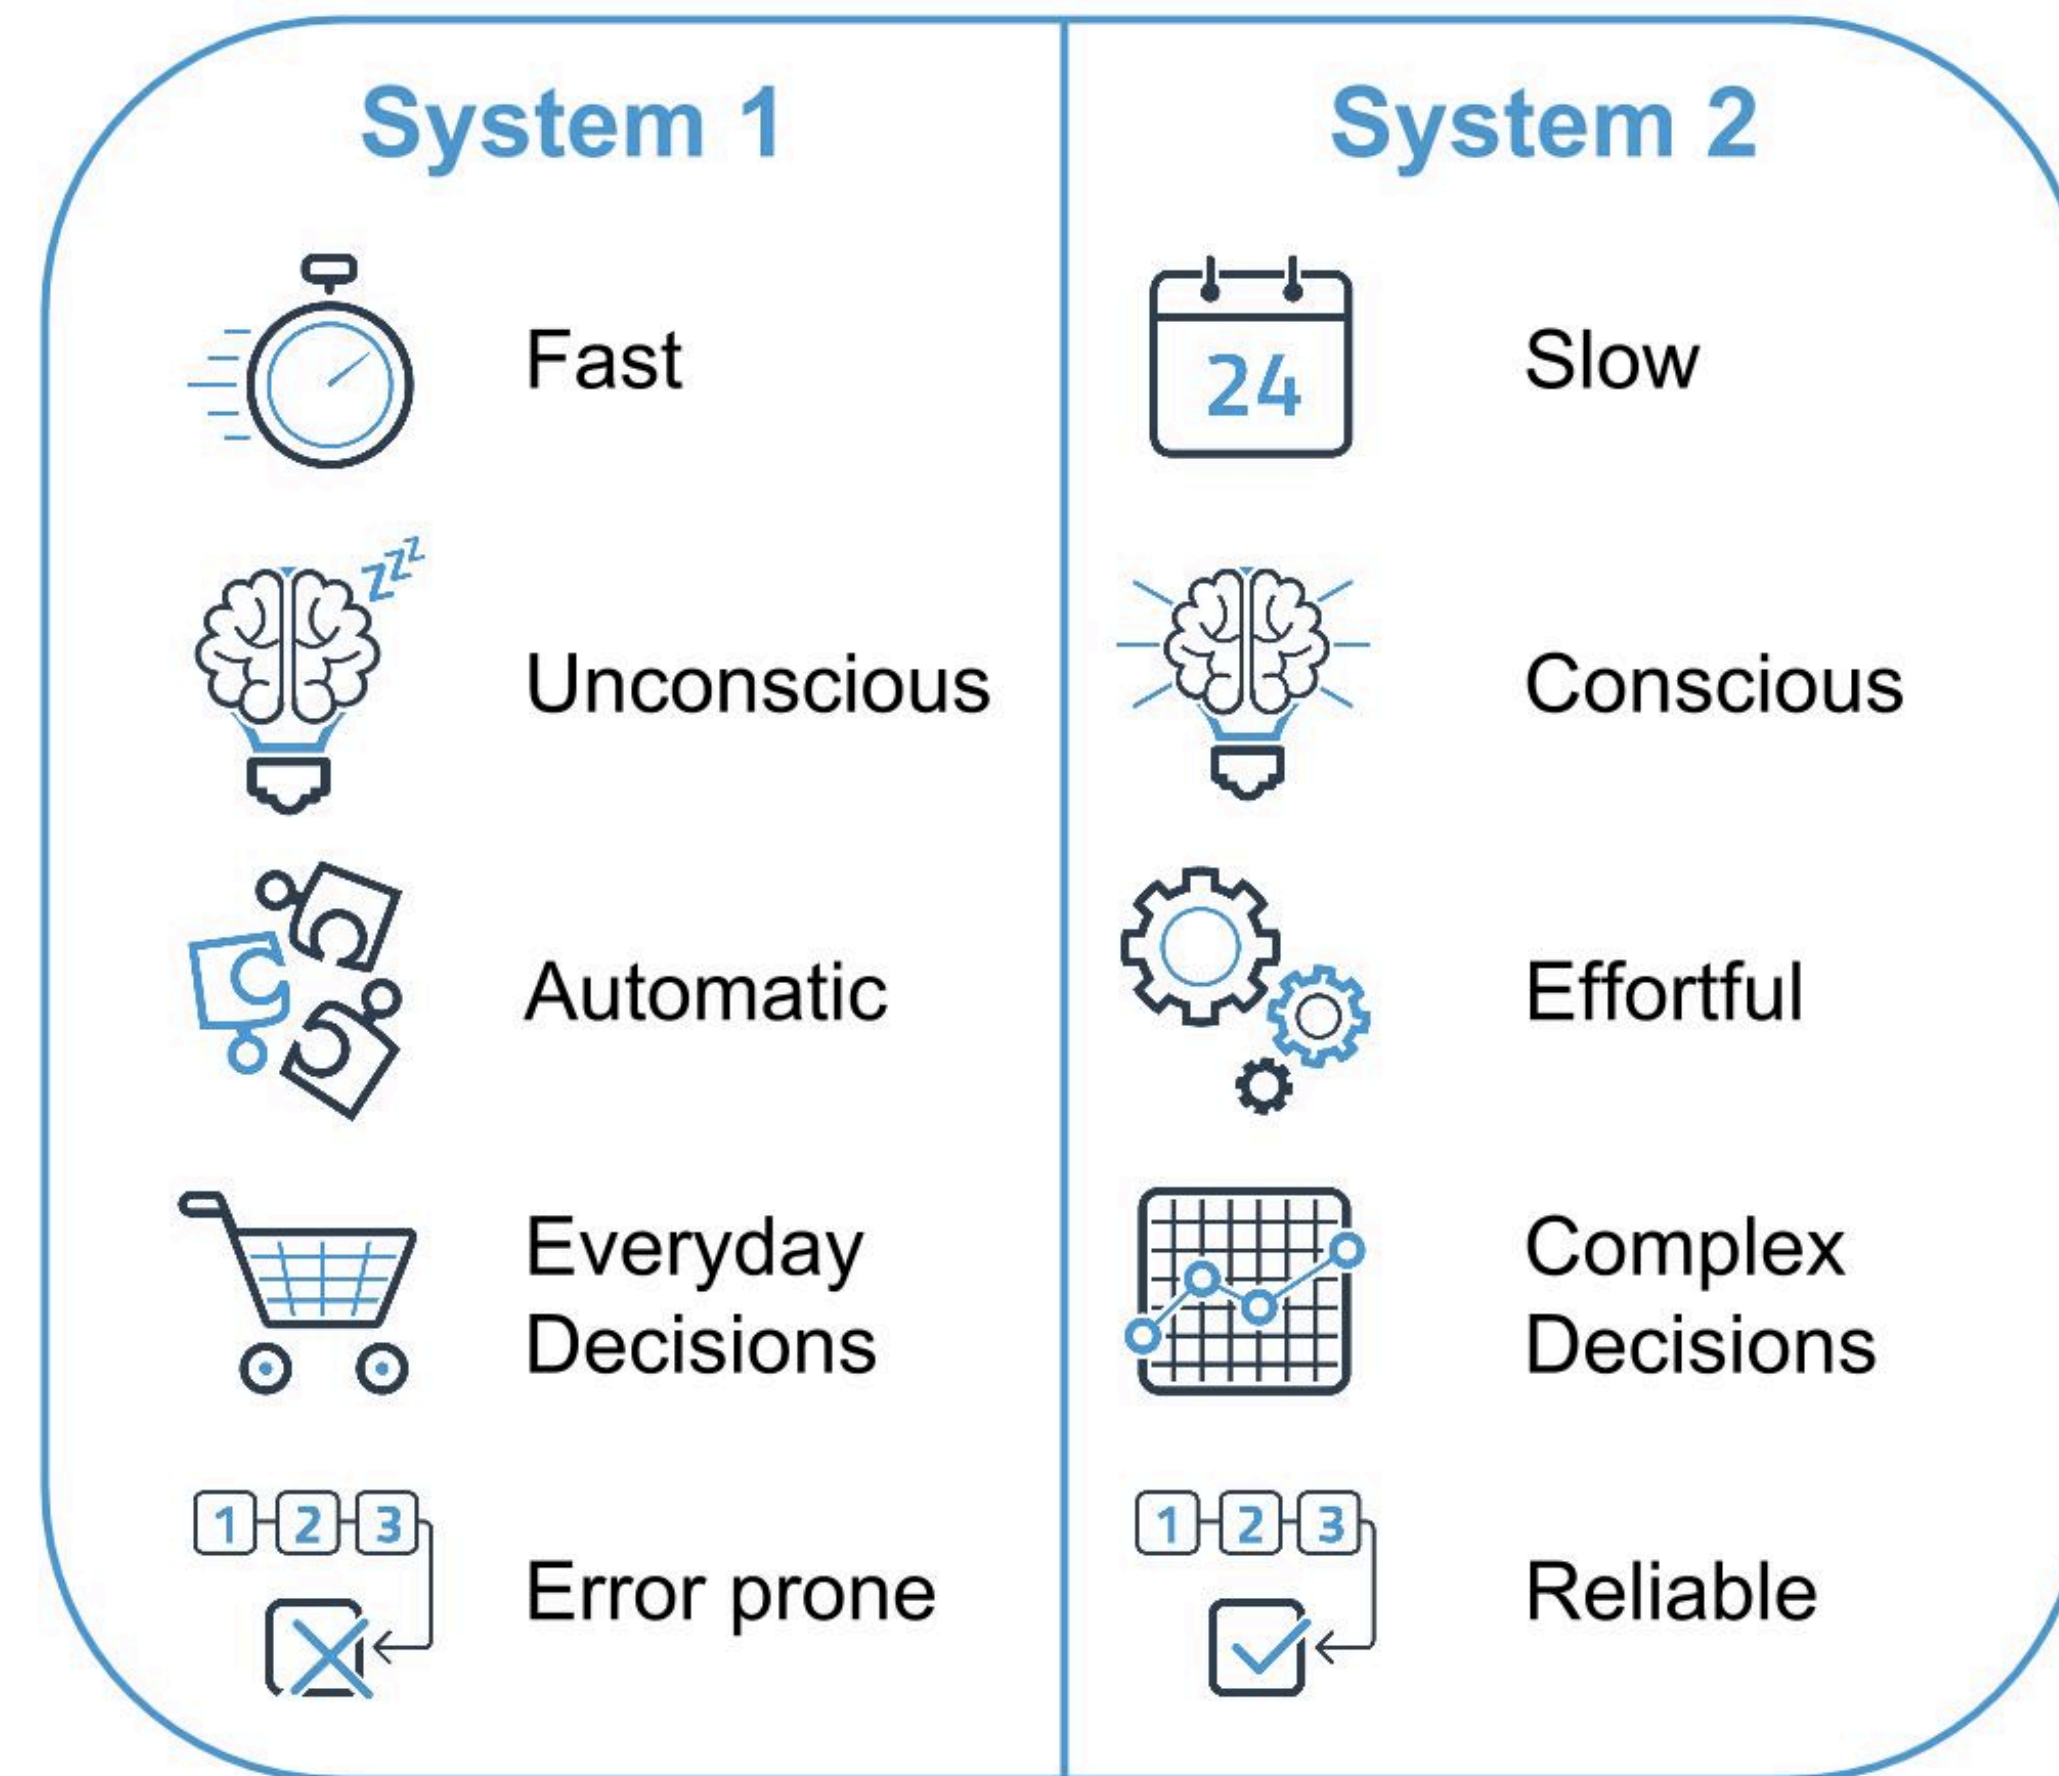 System 1
Fast
zzz
Unconscious
Automatic
Everyday
Decisions
1 2 3
Error prone
System 2
24
Slow
Conscious
Effortful
Complex
Decisions
1 2 3
Reliable